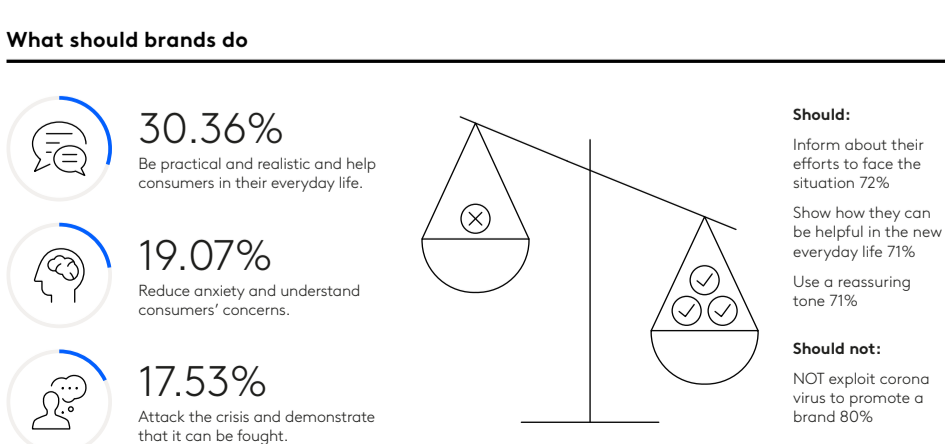 What should brands do
30.36%
Be practical and realistic and help
consumers in their everyday life.
19.07%
Reduce anxiety and understand
consumers’ concerns.
17.53%
Attack the crisis and demonstrate
that it can be fought.
Should:
Inform about their
efforts to face the
situation 72%
Show how they can
be helpful in the new
everyday life 71%
Use a reassuring
tone 71%
Should not:
NOT exploit corona
virus to promote a
brand 80%